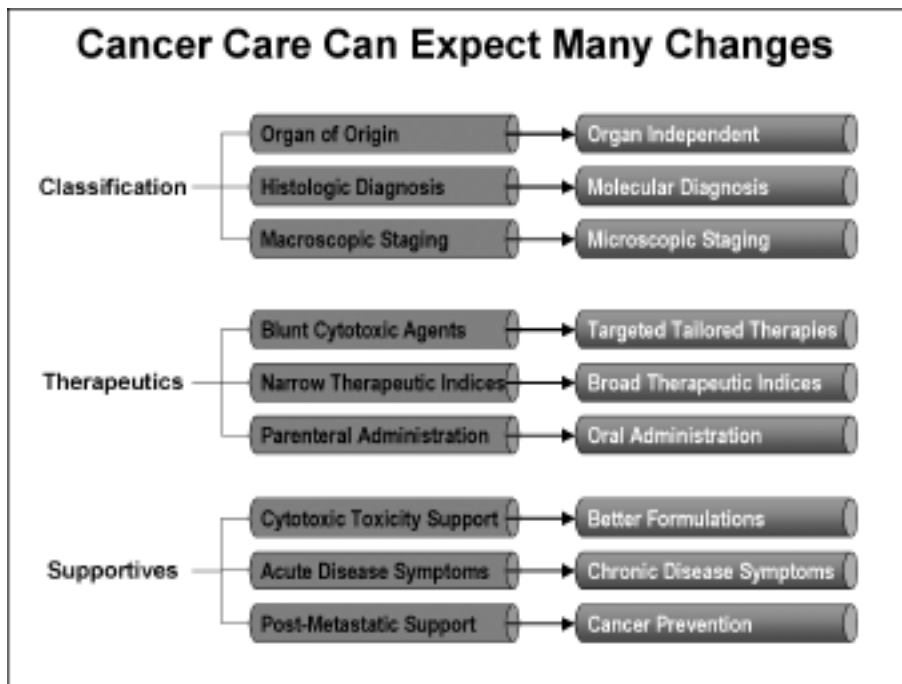 Cancer Care Can Expect Many Changes
Classification
Organ of Origin
Organ Independent
Histologic Diagnosis
Molecular Diagnosis
Macroscopic Staging
Microscopic Staging
Therapeutics
Blunt Cytotoxic Agents
Targeted Tailored Therapies
Narrow Therapeutic Indices
Broad Therapeutic Indices
Parenteral Administration
Oral Administration
Supportives
Cytotoxic Toxicity Support
Better Formulations
Acute Disease Symptoms
Chronic Disease Symptoms
Post-Metastatic Support
Cancer Prevention